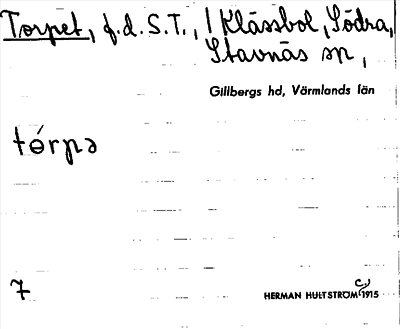 Torpet, f.d. S.T., / Klässbol, Södra,
Stavnäs sn,
Gillbergs hd, Värmlands län
tórpə
7
HERMAN HULTSTRÖM 1915